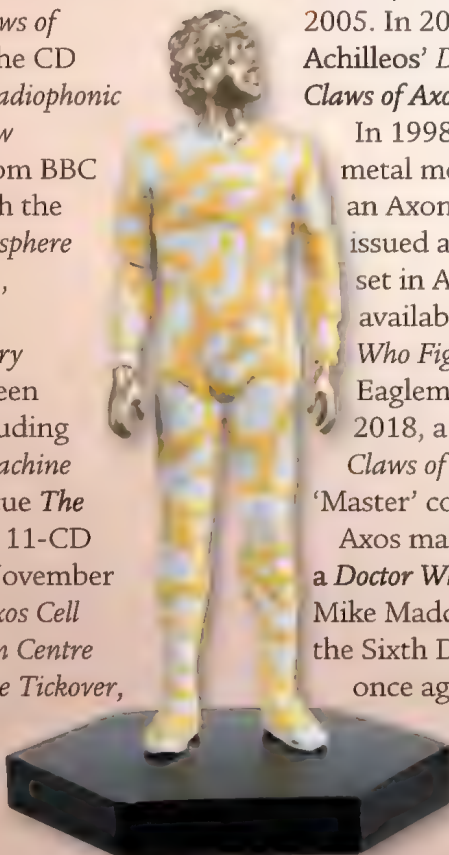 ws of
he CD
adiophonic
w
om BBC
h the
sphere
,
ry
een
uding
achine
ue The
11-CD
ovember
xos Cell
n Centre
e Tickover,
2005. In 20
Achilleos' D
Claws of Axo
In 1998
metal mo
an Axon
issued a
set in A
availab
Who Fig
Eaglem
2018, a
Claws of
'Master' co
Axos ma
a Doctor Wh
Mike Madd
the Sixth D
once ag